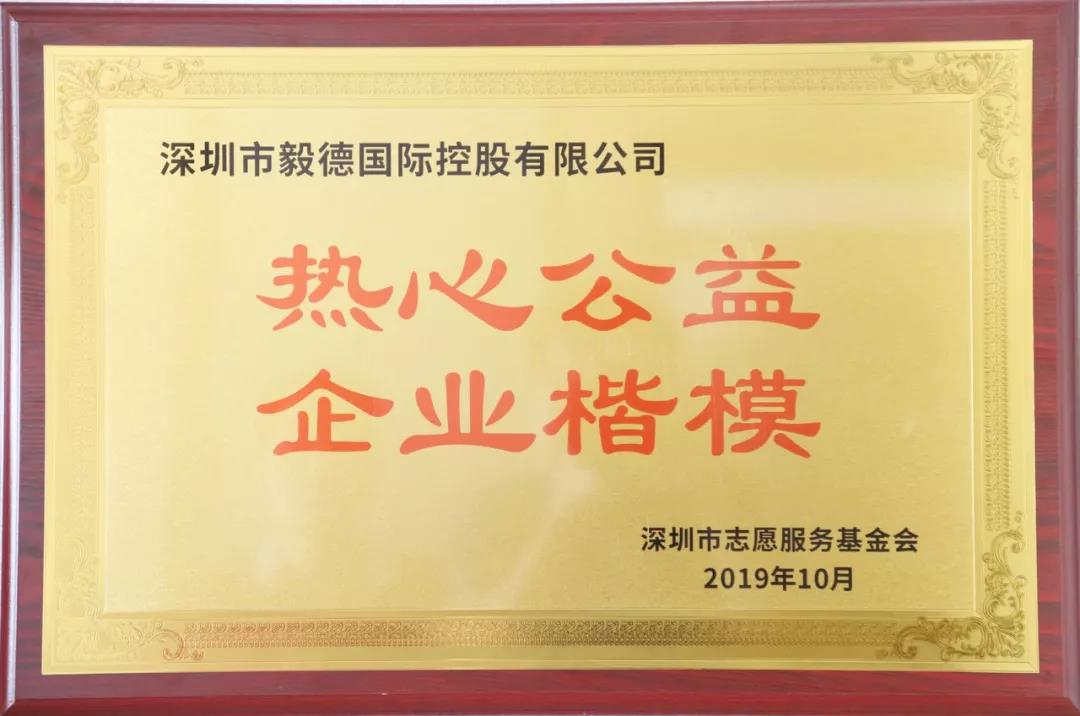 深圳市毅德国际控股有限公司
热心公益
企业楷模
深圳市志愿服务基金会
2019年10月